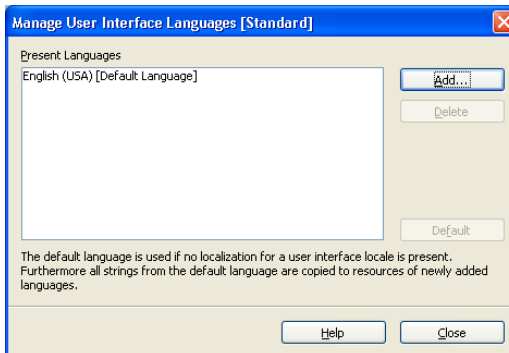 Manage User Interface Languages [Standard]
Present Languages
English (USA) [Default Language]
Add...
Delete
Default
The default language is used if no localization for a user interface locale is present.
Furthermore all strings from the default language are copied to resources of newly added
languages.
Help
Close